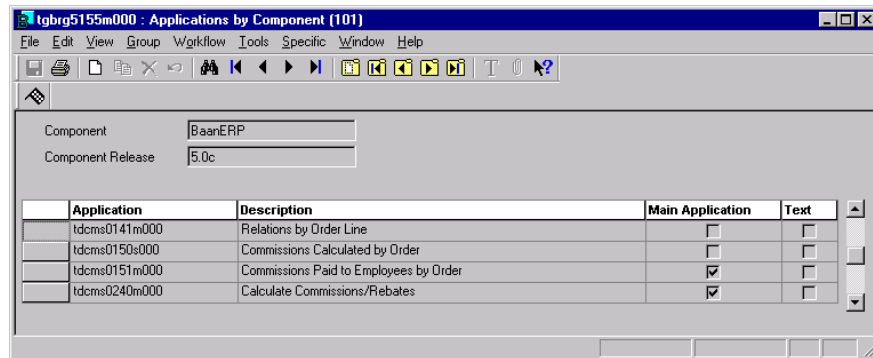 tgbrg5155m000 : Applications by Component (101)
File Edit View Group Workflow Tools Specific Window Help
Component BaanERP
Component Release 5.0c
Application Description Main Application Text
tdcms0141m000 Relations by Order Line
tdcms0150s000 Commissions Calculated by Order
tdcms0151m000 Commissions Paid to Employees by Order
tdcms0240m000 Calculate Commissions/Rebates